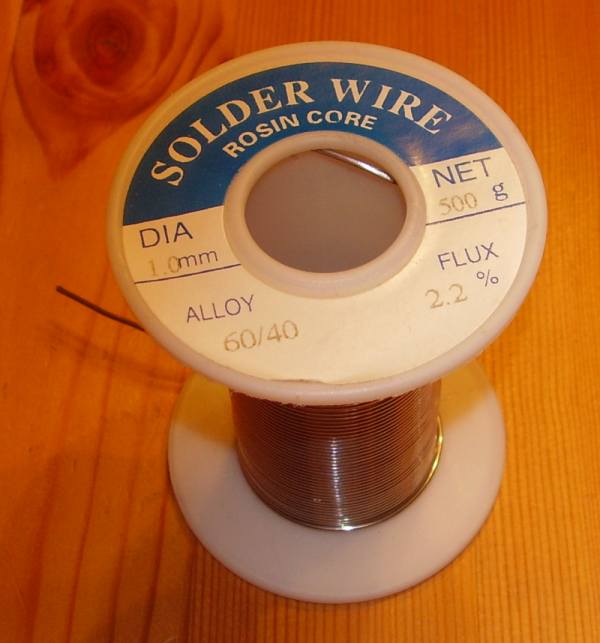 SOLDER WIRE
ROSIN CORE
DIA
1.0mm
NET
500 g
ALLOY
60/40
FLUX
2.2 %